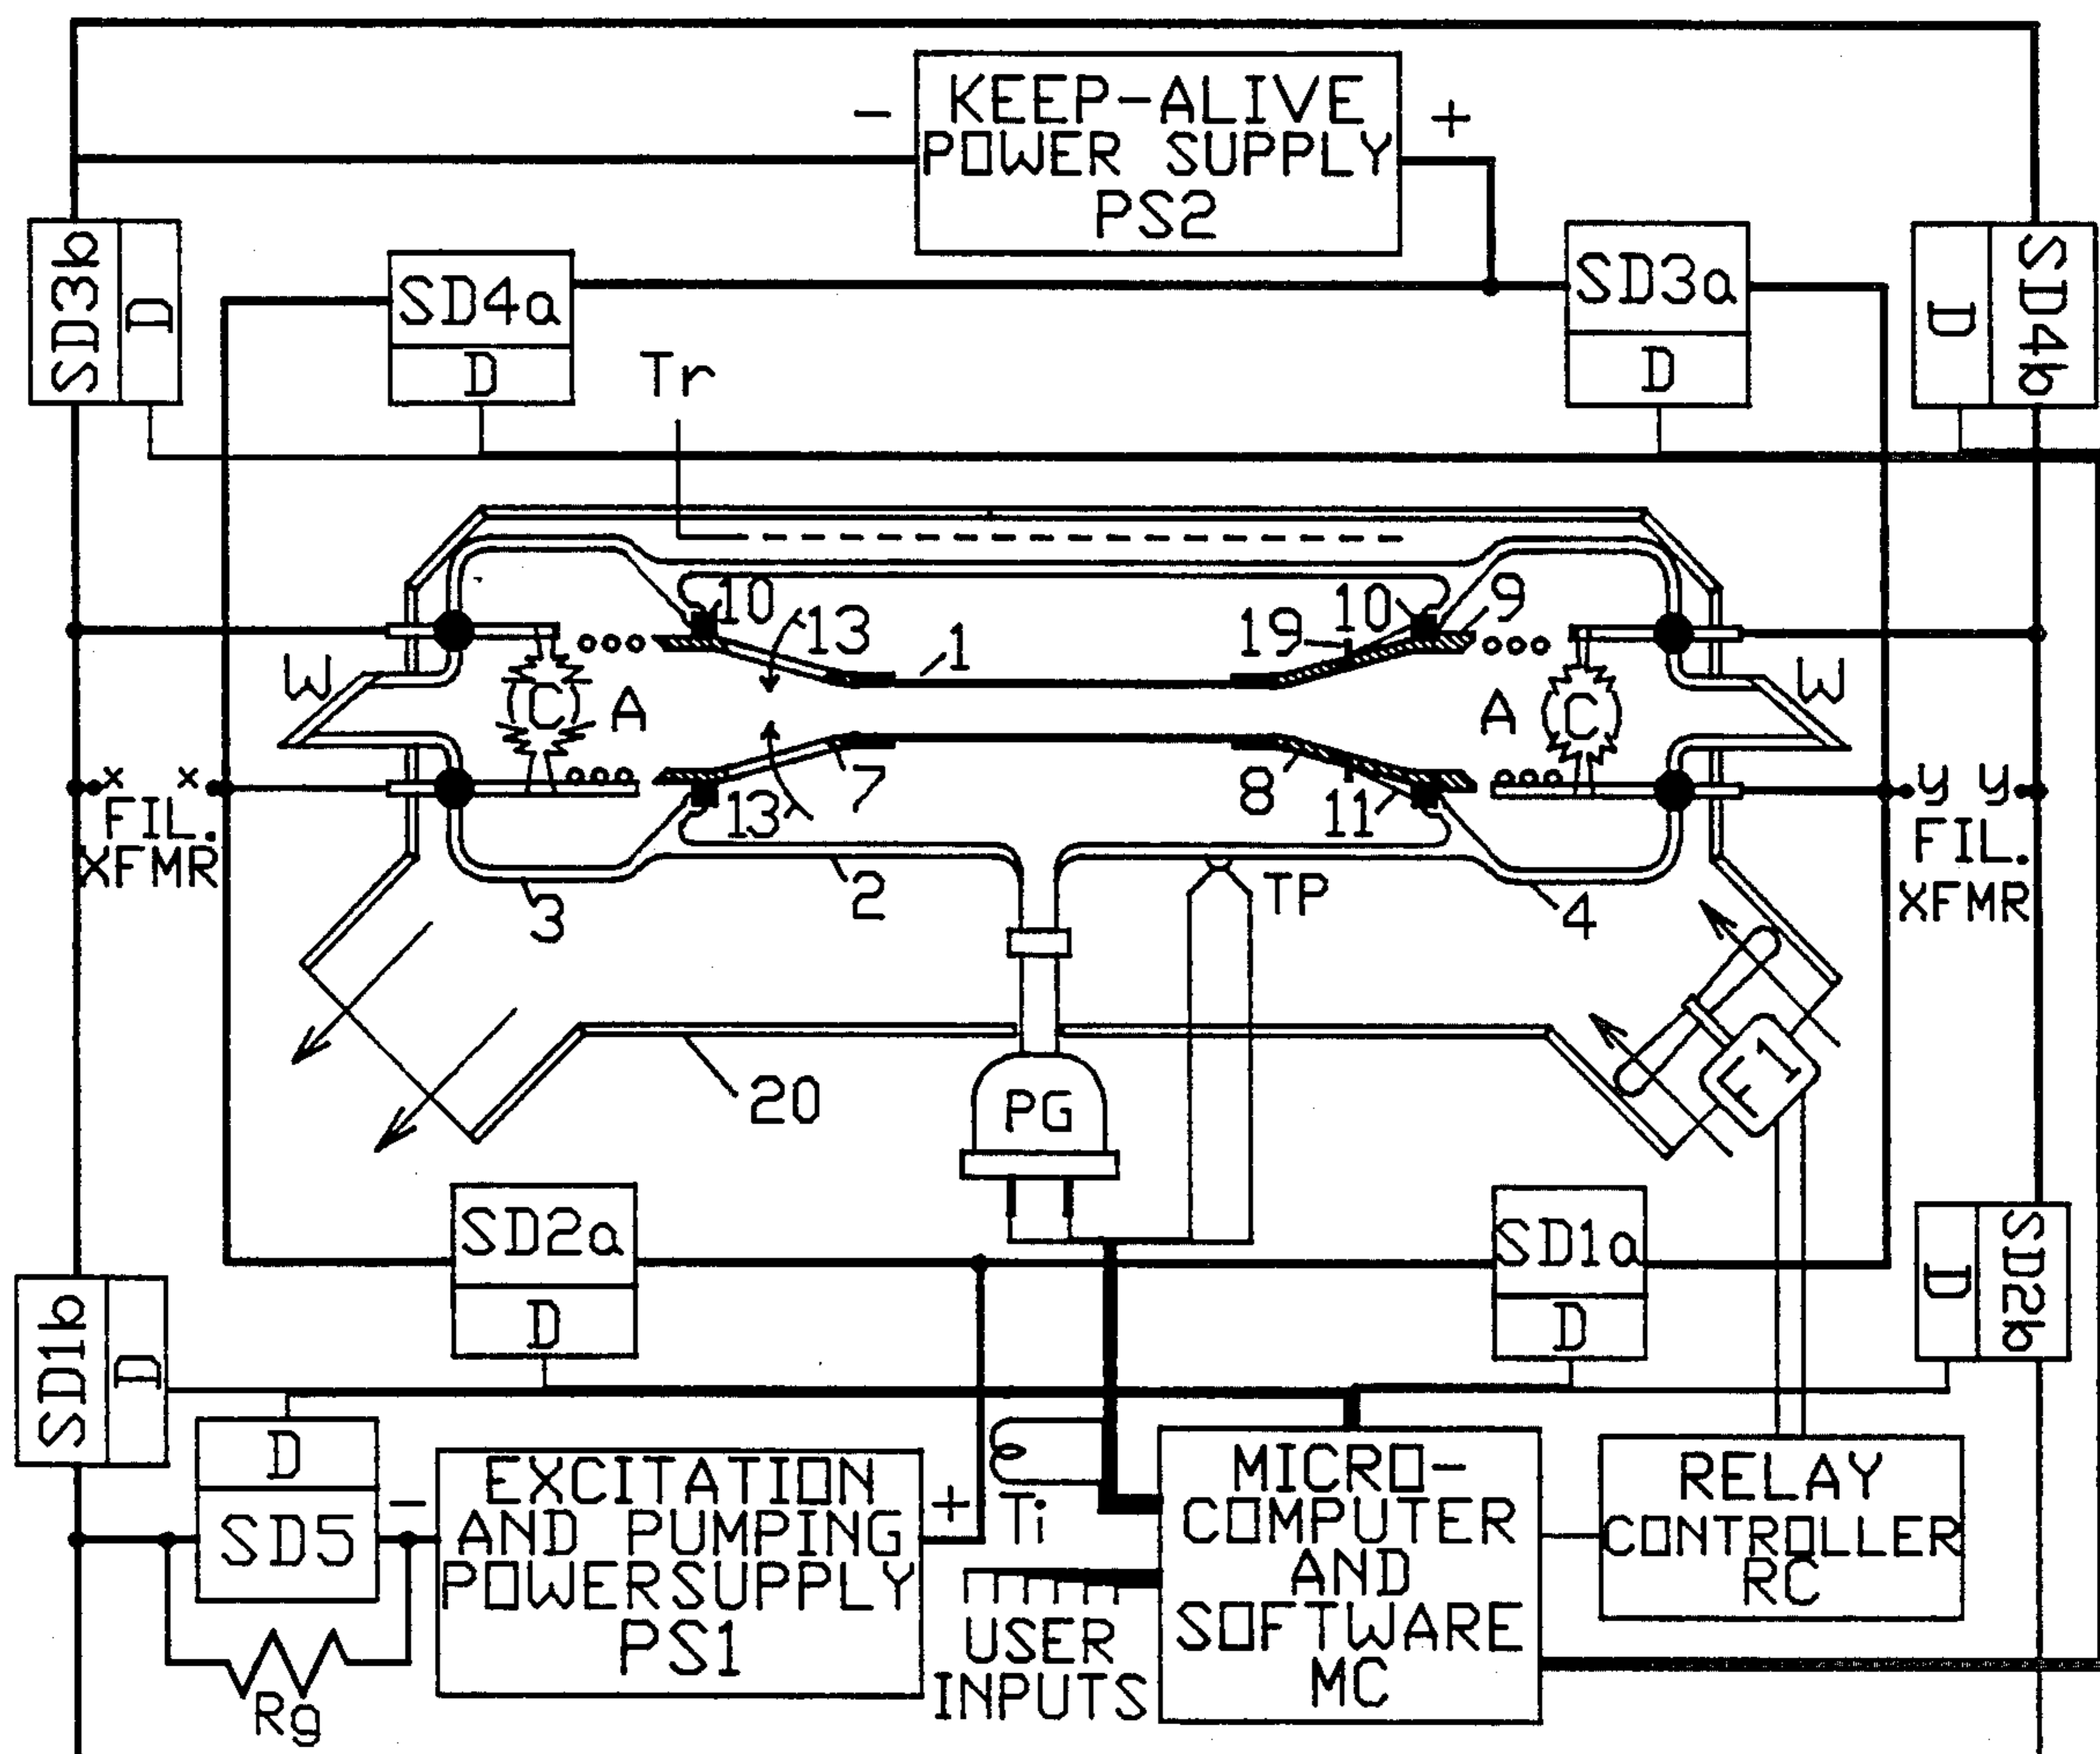 KEEP-ALIVE
POWER SUPPLY
PS2
-
+
SD3b
D
SD4a
D
SD3a
D
D
SD4b
Tr
10
13
1
19
10
9
W
C
A
A
C
W
x
x
FIL.
XFMR
13
7
8
11
y
y
FIL.
XFMR
3
2
TP
4
20
PG
F1
SD2a
D
SD1a
D
D
SD2b
SD1b
D
D
SD5
-
EXCITATION
AND PUMPING
POWERSUPPLY
PS1
+
Ti
Rg
USER
INPUTS
MICRO-
COMPUTER
AND
SOFTWARE
MC
RELAY
CONTROLLER
RC